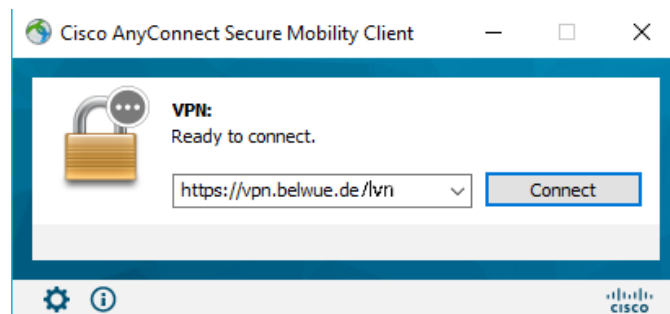 Cisco AnyConnect Secure Mobility Client
VPN:
Ready to connect.
https://vpn.belwue.de/lvn
Connect
CISCO